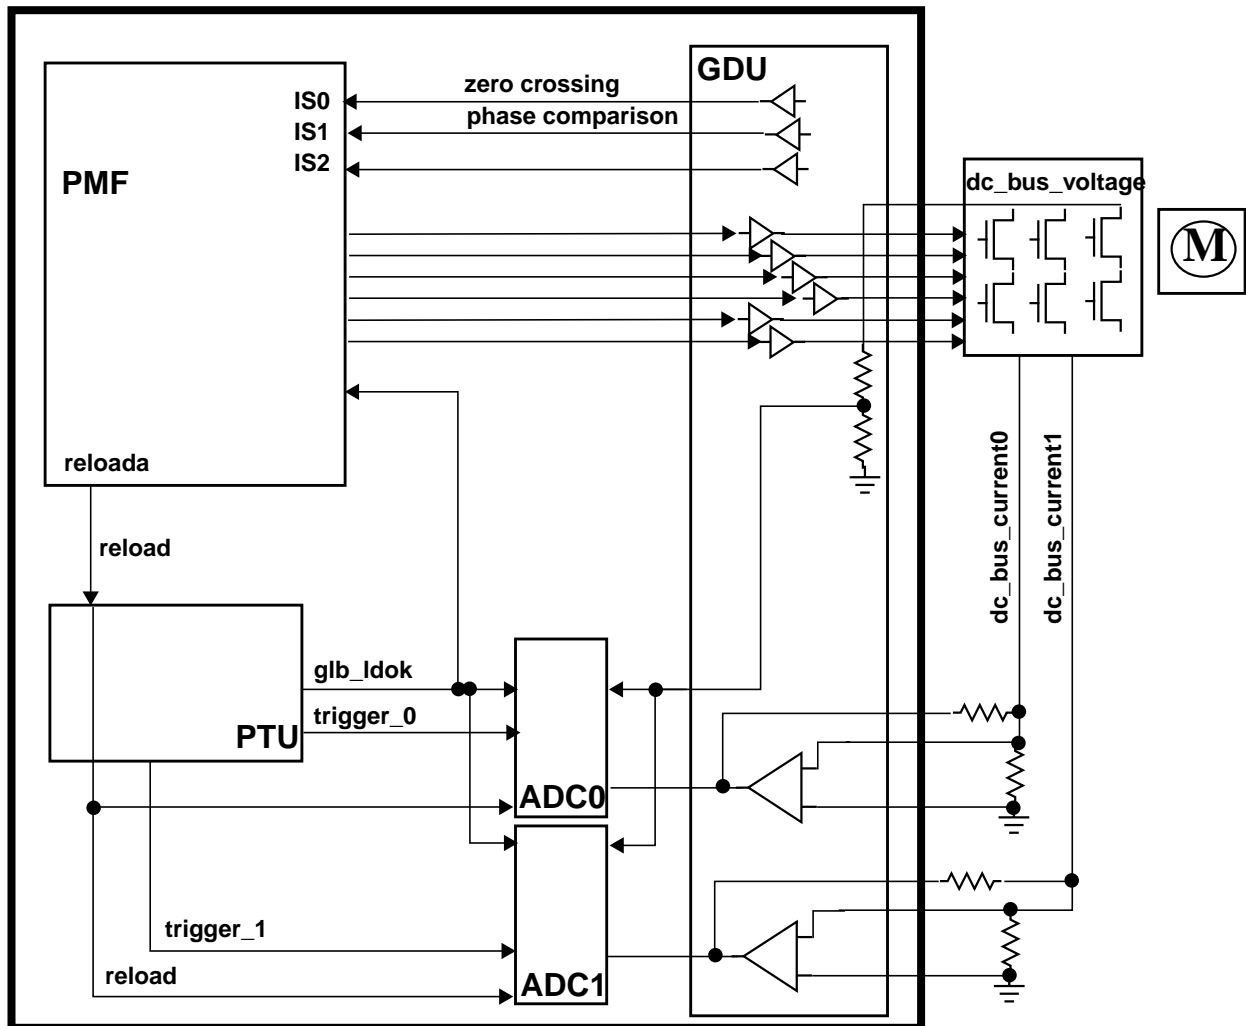 GDU
zero crossing
IS0
phase comparison
IS1
IS2
PMF
dc_bus_voltage
M
reloada
dc_bus_current0
dc_bus_current1
reload
glb_ldok
trigger_0
PTU
ADC0
trigger_1
reload
ADC1